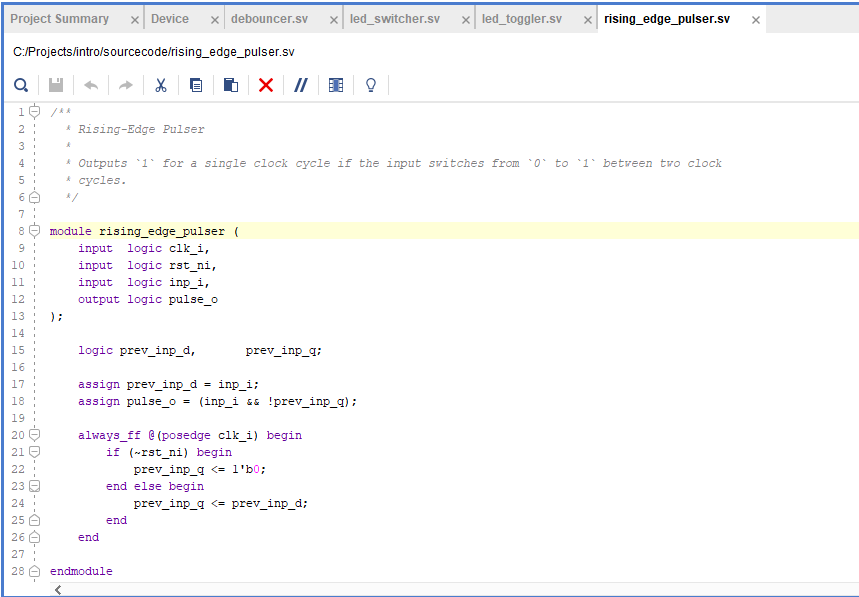 Project Summary × Device × debouncer.sv × led_switcher.sv × led_toggler.sv × rising_edge_pulser.sv ×
C:/Projects/intro/sourcecode/rising_edge_pulser.sv
1 /**
2  * Rising-Edge Pulser
3  *
4  * Outputs `1` for a single clock cycle if the input switches from `0` to `1` between two clock
5  * cycles.
6  */
7
8 module rising_edge_pulser (
9     input  logic clk_i,
10     input  logic rst_ni,
11     input  logic inp_i,
12     output logic pulse_o
13 );
14
15     logic prev_inp_d,       prev_inp_q;
16
17     assign prev_inp_d = inp_i;
18     assign pulse_o = (inp_i && !prev_inp_q);
19
20     always_ff @(posedge clk_i) begin
21         if (~rst_ni) begin
22             prev_inp_q <= 1'b0;
23         end else begin
24             prev_inp_q <= prev_inp_d;
25         end
26     end
27
28 endmodule